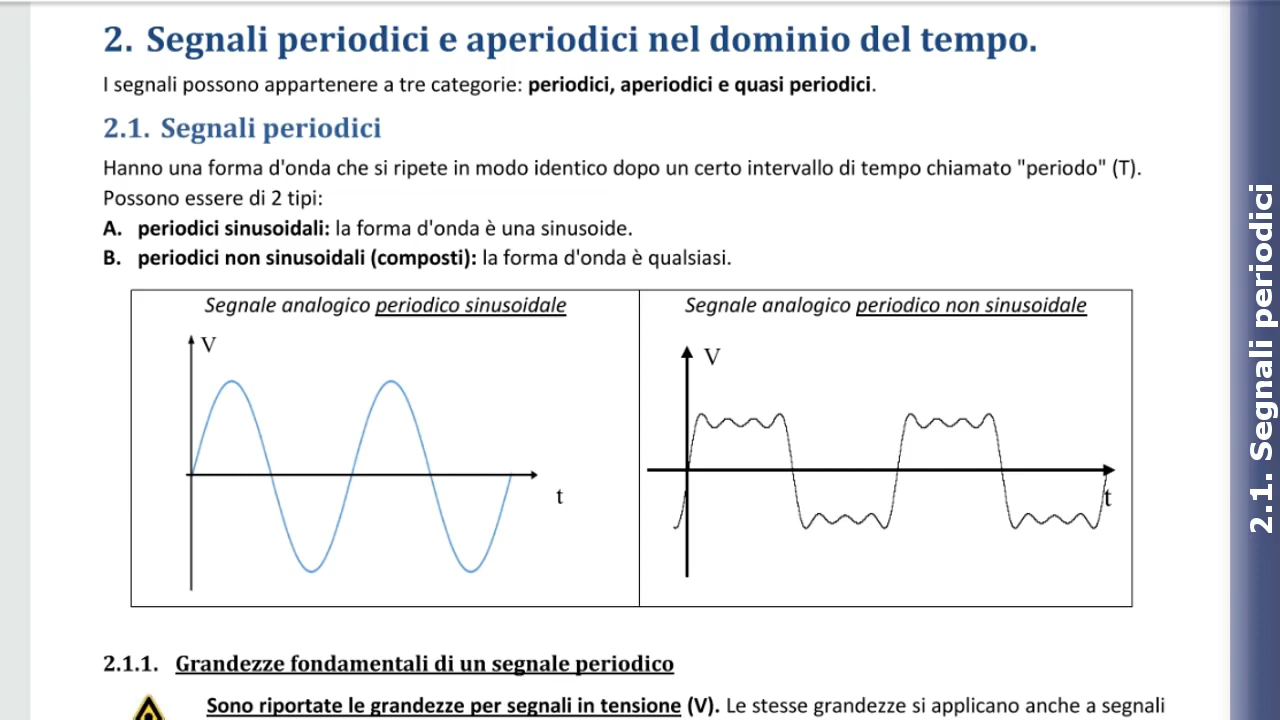 2. Segnali periodici e aperiodici nel dominio del tempo.
I segnali possono appartenere a tre categorie: periodici, aperiodici e quasi periodici.
2.1. Segnali periodici
Hanno una forma d'onda che si ripete in modo identico dopo un certo intervallo di tempo chiamato "periodo" (T).
Possono essere di 2 tipi:
A. periodici sinusoidali: la forma d'onda è una sinusoide.
B. periodici non sinusoidali (composti): la forma d'onda è qualsiasi.
Segnale analogico periodico sinusoidale
V
t
Segnale analogico periodico non sinusoidale
V
t
2.1.1. Grandezze fondamentali di un segnale periodico
Sono riportate le grandezze per segnali in tensione (V). Le stesse grandezze si applicano anche a segnali
2.1. Segnali periodici